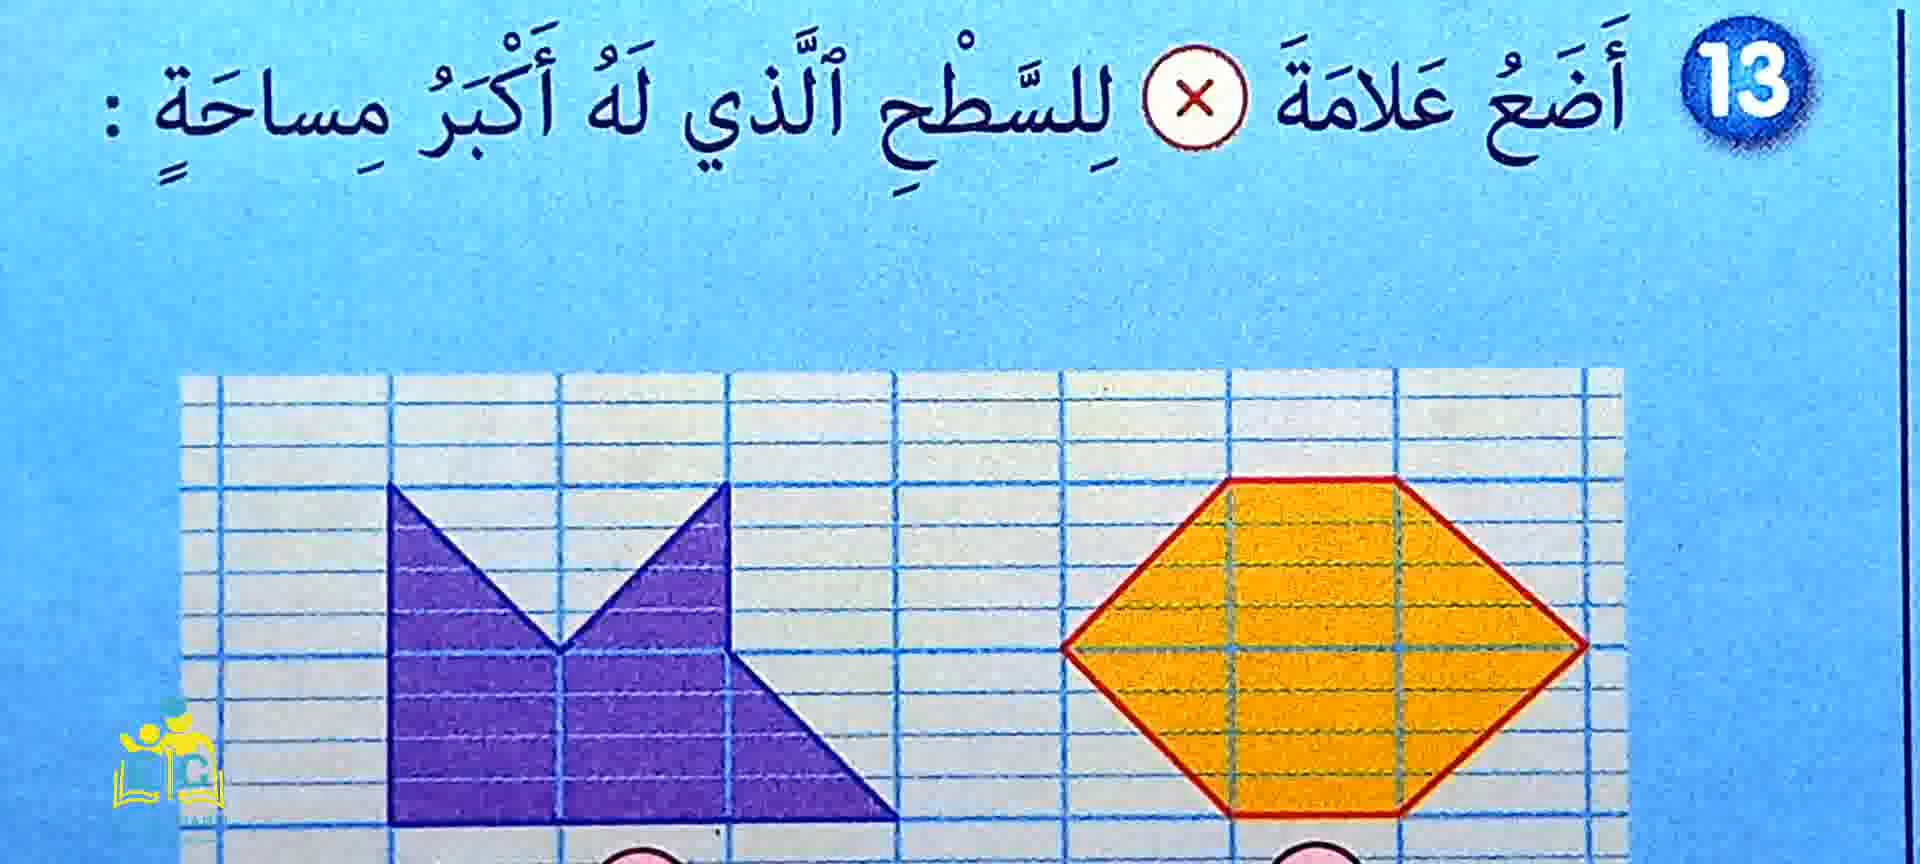 13 أَضَعُ عَلامَةَ × لِلسَّطْحِ ٱلَّذي لَهُ أَكْبَرُ مِساحَةٍ :